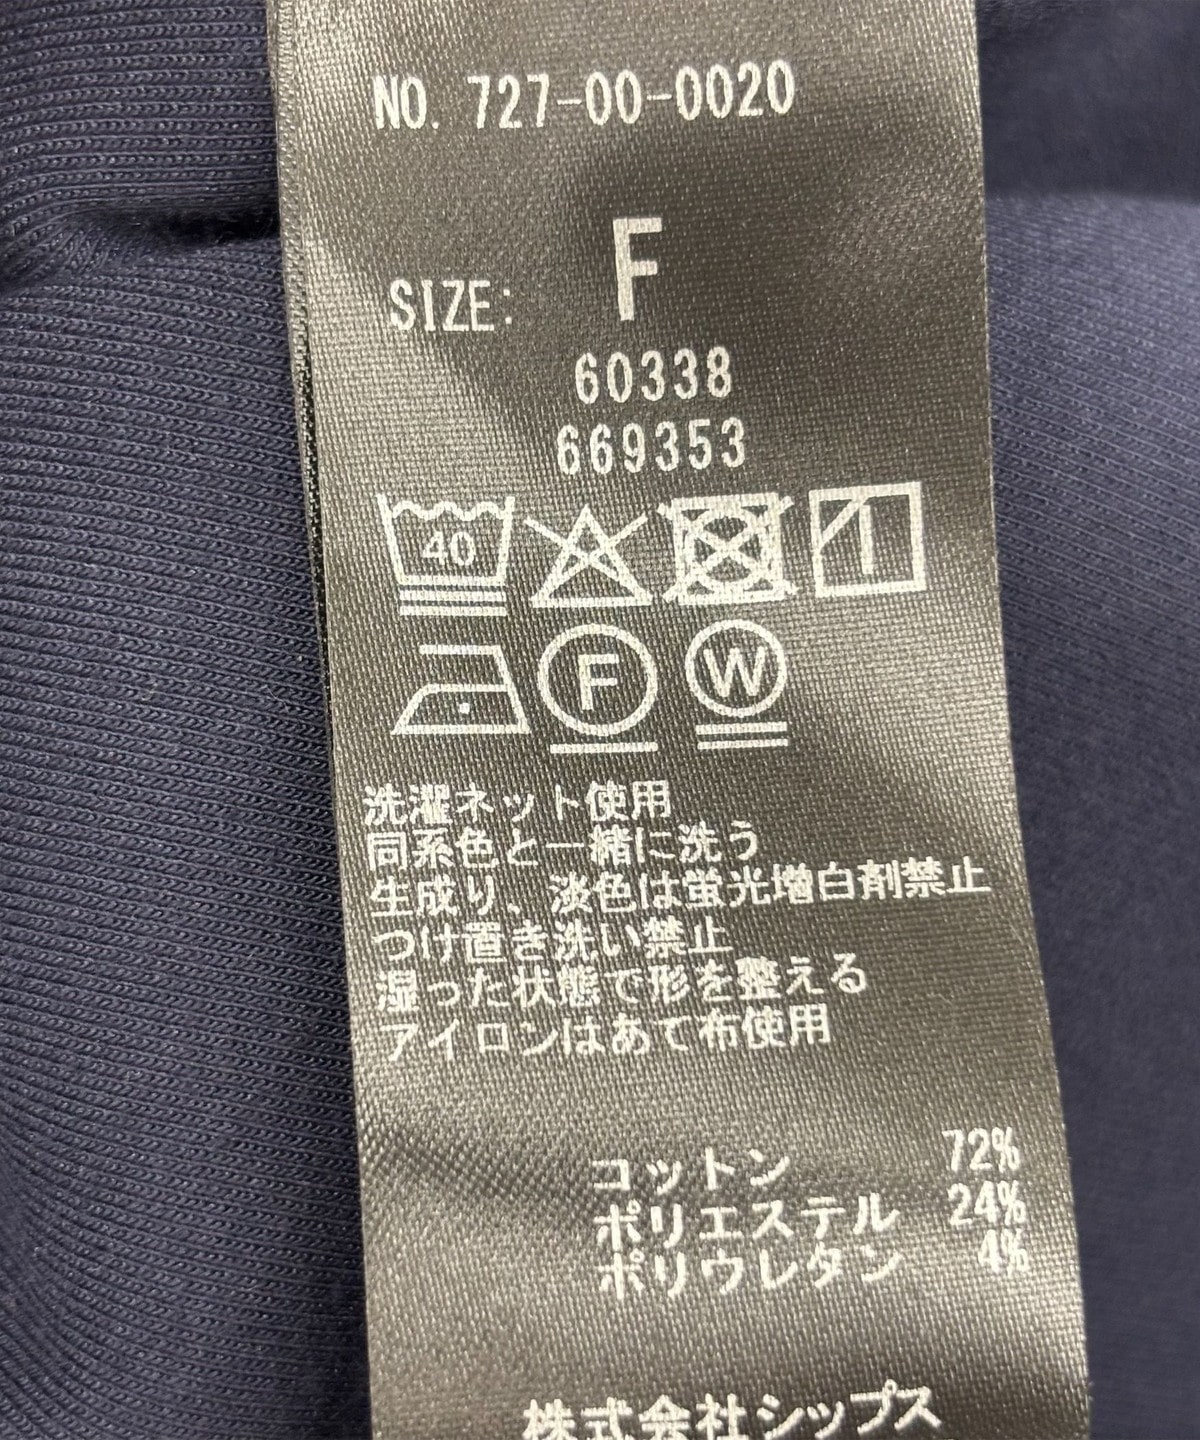 NO. 727-00-0020
SIZE: F
60338
669353
40
F W
洗濯ネット使用
同系色と一緒に洗う
生成り、淡色は蛍光増白剤禁止
つけ置き洗い禁止
湿った状態で形を整える
アイロンはあて布使用
コットン 72%
ポリエステル 24%
ポリウレタン 4%
株式会社シップス